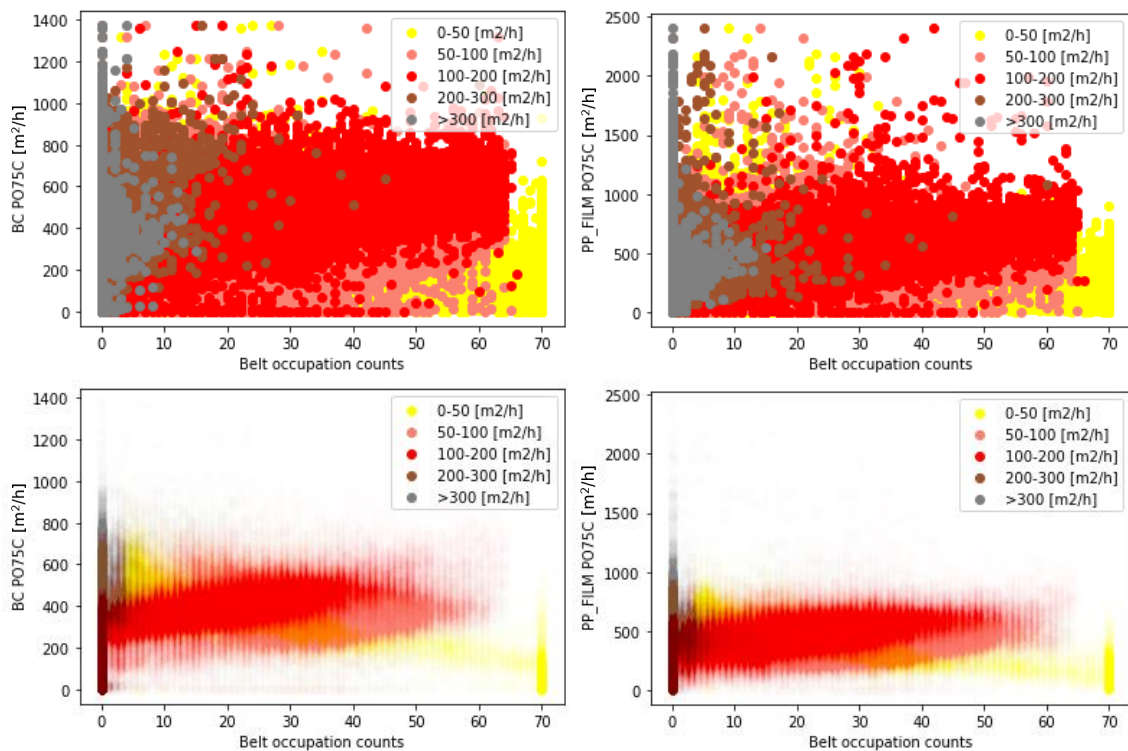 1400
1200
1000
800
600
400
200
0
BC PO75C [m²/h]
0-50 [m2/h]
50-100 [m2/h]
100-200 [m2/h]
200-300 [m2/h]
>300 [m2/h]
0 10 20 30 40 50 60 70
Belt occupation counts
2500
2000
1500
1000
500
0
PP_FILM PO75C [m²/h]
0-50 [m2/h]
50-100 [m2/h]
100-200 [m2/h]
200-300 [m2/h]
>300 [m2/h]
0 10 20 30 40 50 60 70
Belt occupation counts
1400
1200
1000
800
600
400
200
0
BC PO75C [m²/h]
0-50 [m2/h]
50-100 [m2/h]
100-200 [m2/h]
200-300 [m2/h]
>300 [m2/h]
0 10 20 30 40 50 60 70
Belt occupation counts
2500
2000
1500
1000
500
0
PP_FILM PO75C [m²/h]
0-50 [m2/h]
50-100 [m2/h]
100-200 [m2/h]
200-300 [m2/h]
>300 [m2/h]
0 10 20 30 40 50 60 70
Belt occupation counts